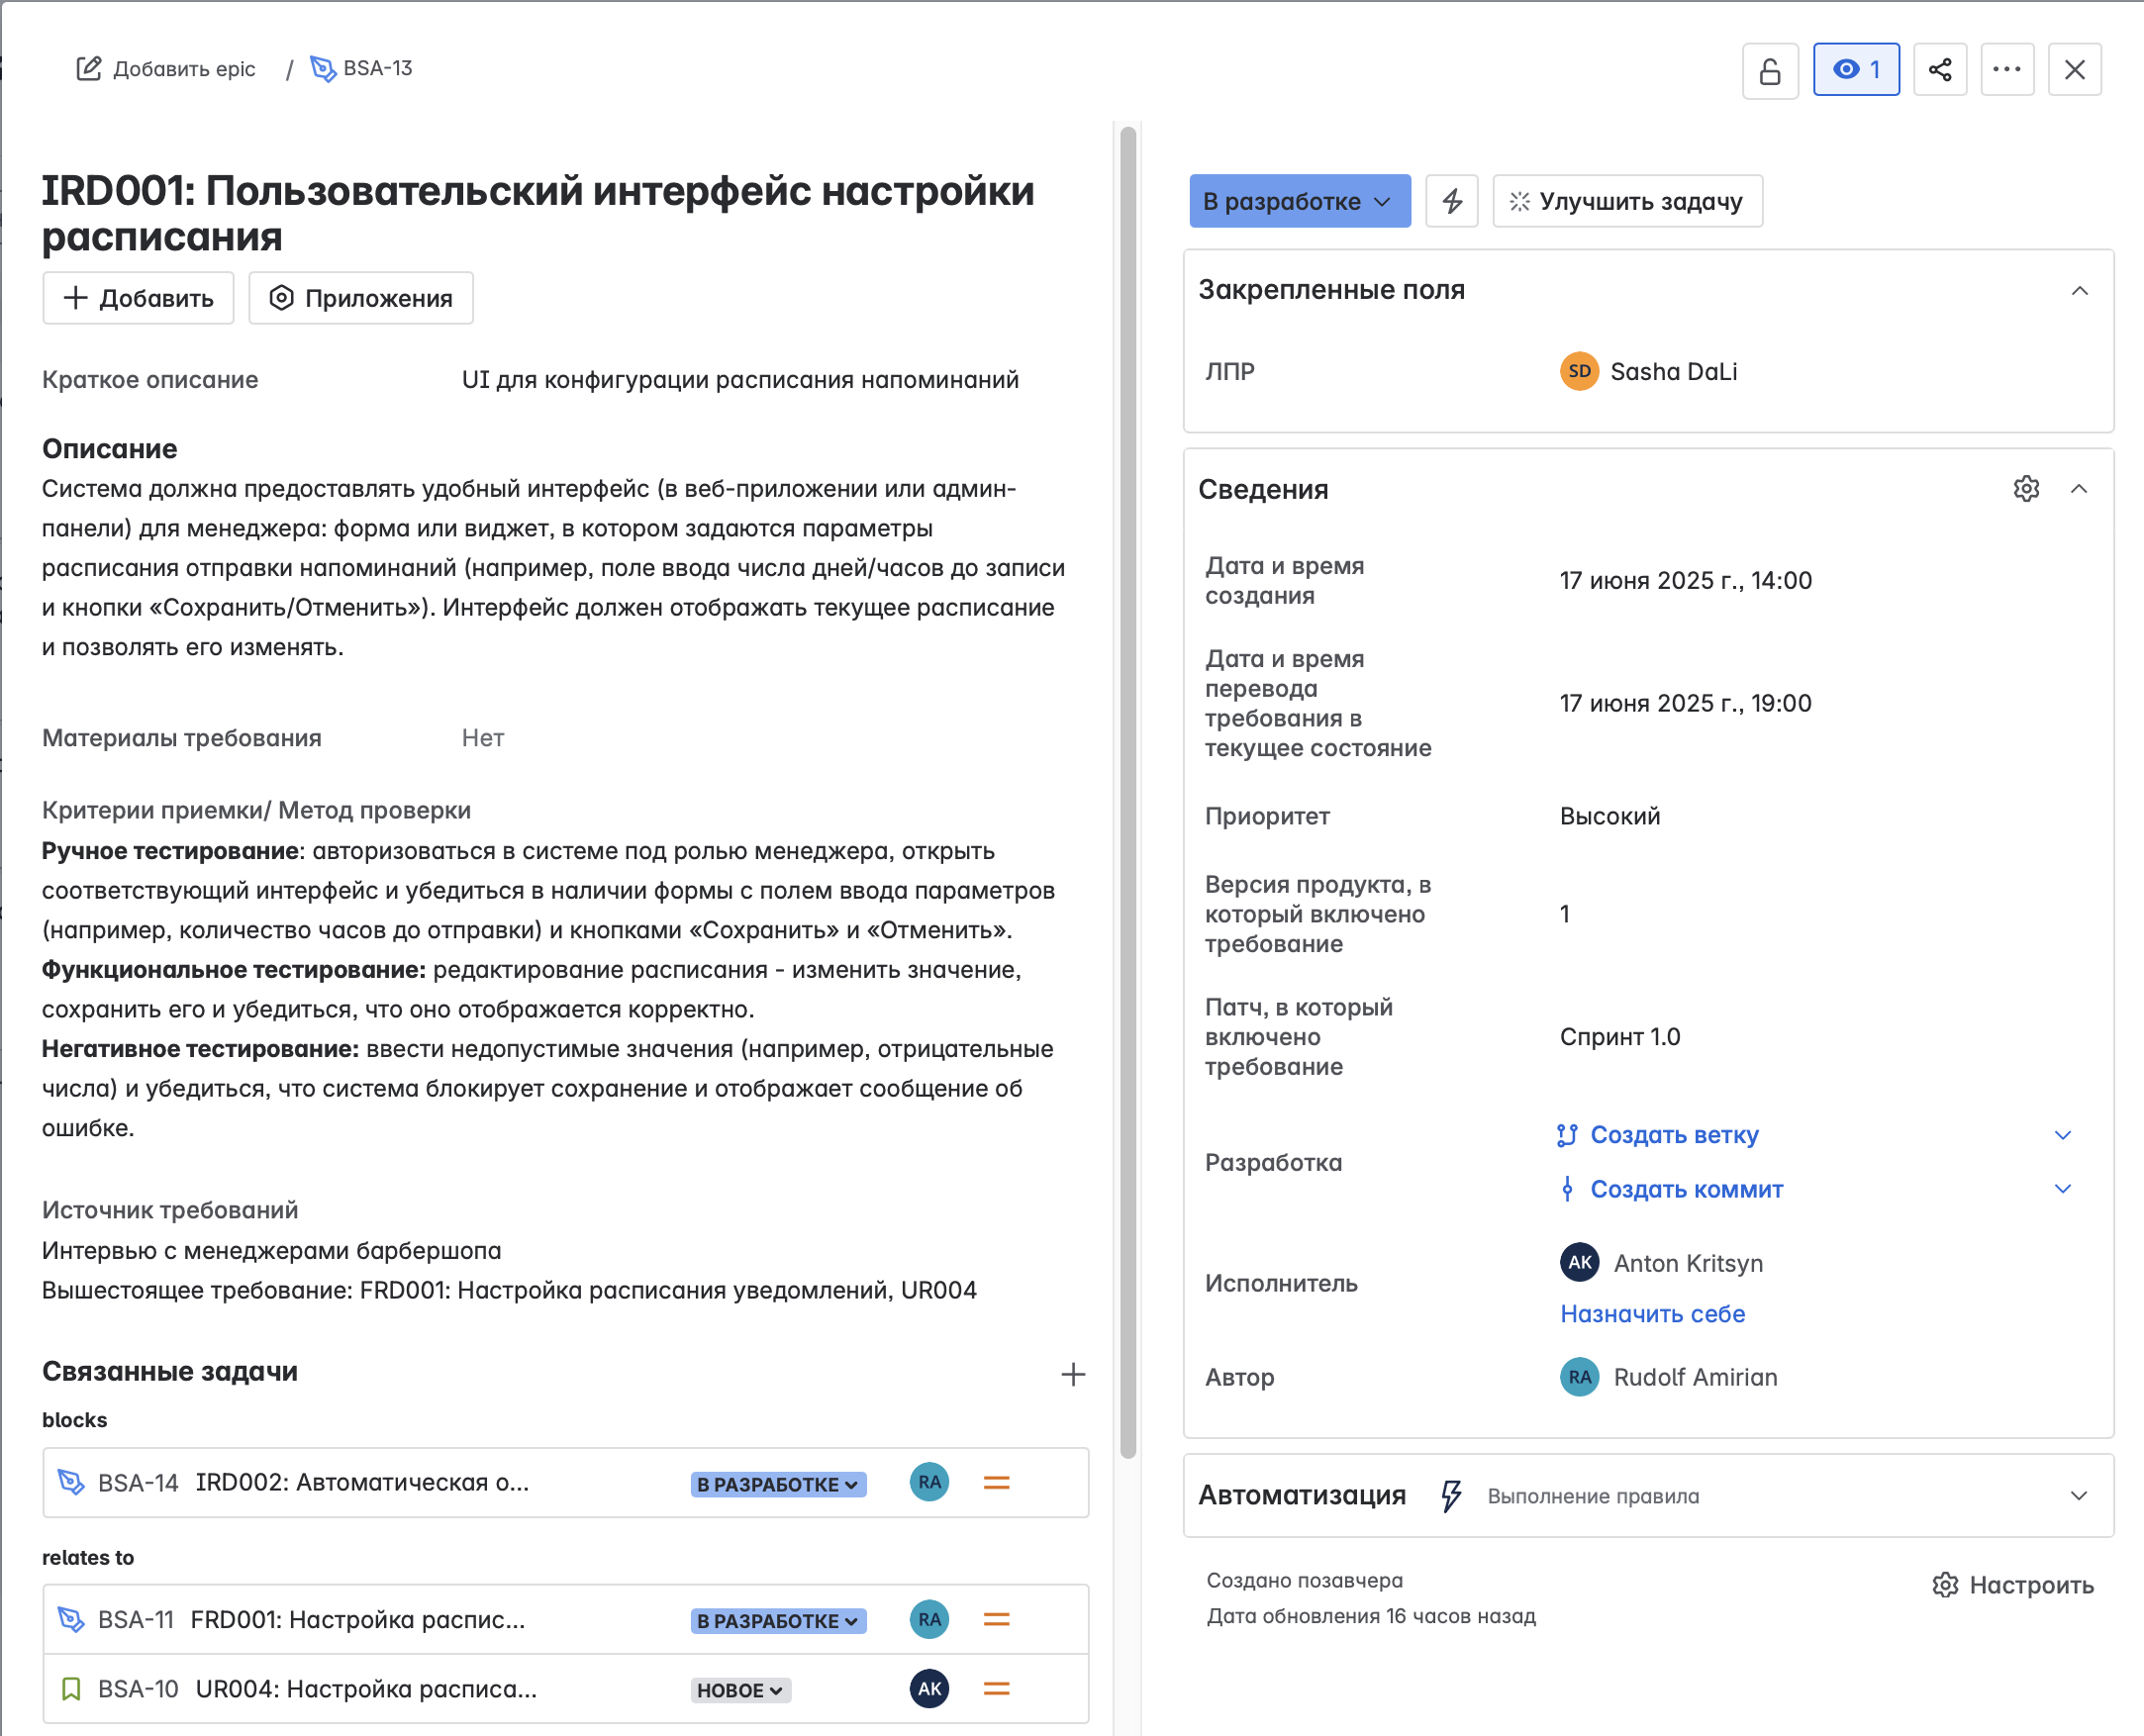 Добавить epic / BSA-13
1
IRD001: Пользовательский интерфейс настройки
расписания
Добавить
Приложения
Краткое описание
UI для конфигурации расписания напоминаний
Описание
Система должна предоставлять удобный интерфейс (в веб-приложении или админ-
панели) для менеджера: форма или виджет, в котором задаются параметры
расписания отправки напоминаний (например, поле ввода числа дней/часов до записи
и кнопки «Сохранить/Отменить»). Интерфейс должен отображать текущее расписание
и позволять его изменять.
Материалы требования
Нет
Критерии приемки/ Метод проверки
Ручное тестирование: авторизоваться в системе под ролью менеджера, открыть
соответствующий интерфейс и убедиться в наличии формы с полем ввода параметров
(например, количество часов до отправки) и кнопками «Сохранить» и «Отменить».
Функциональное тестирование: редактирование расписания - изменить значение,
сохранить его и убедиться, что оно отображается корректно.
Негативное тестирование: ввести недопустимые значения (например, отрицательные
числа) и убедиться, что система блокирует сохранение и отображает сообщение об
ошибке.
Источник требований
Интервью с менеджерами барбершопа
Вышестоящее требование: FRD001: Настройка расписания уведомлений, UR004
Связанные задачи
blocks
BSA-14 IRD002: Автоматическая о... В РАЗРАБОТКЕ RA
relates to
BSA-11 FRD001: Настройка распис... В РАЗРАБОТКЕ RA
BSA-10 UR004: Настройка расписа... НОВОЕ AK
В разработке
Улучшить задачу
Закрепленные поля
ЛПР
SD Sasha DaLi
Сведения
Дата и время
создания
17 июня 2025 г., 14:00
Дата и время
перевода
требования в
текущее состояние
17 июня 2025 г., 19:00
Приоритет
Высокий
Версия продукта, в
который включено
требование
1
Патч, в который
включено
требование
Спринт 1.0
Разработка
Создать ветку
Создать коммит
Исполнитель
AK Anton Kritsyn
Назначить себе
Автор
RA Rudolf Amirian
Автоматизация
Выполнение правила
Создано позавчера
Дата обновления 16 часов назад
Настроить